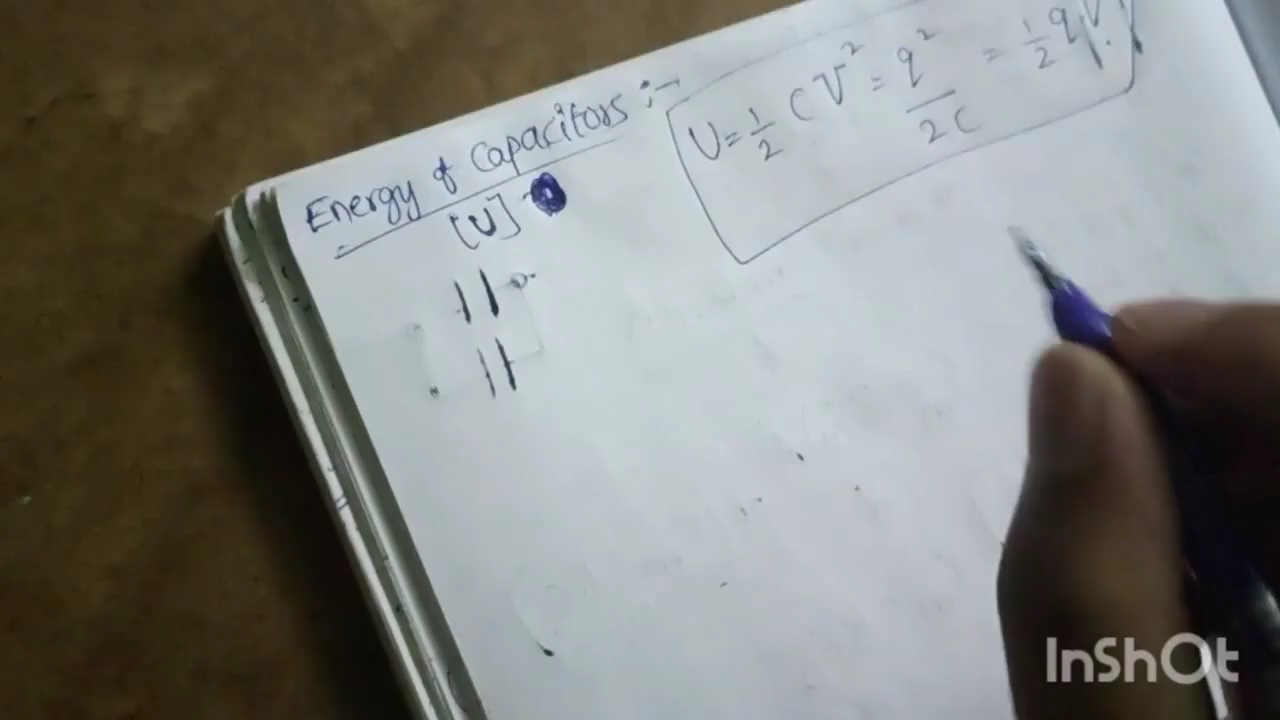 Energy of Capacitors :-
[U]
U = 1/2 CV² = q²/2C = 1/2 qV
InShOt